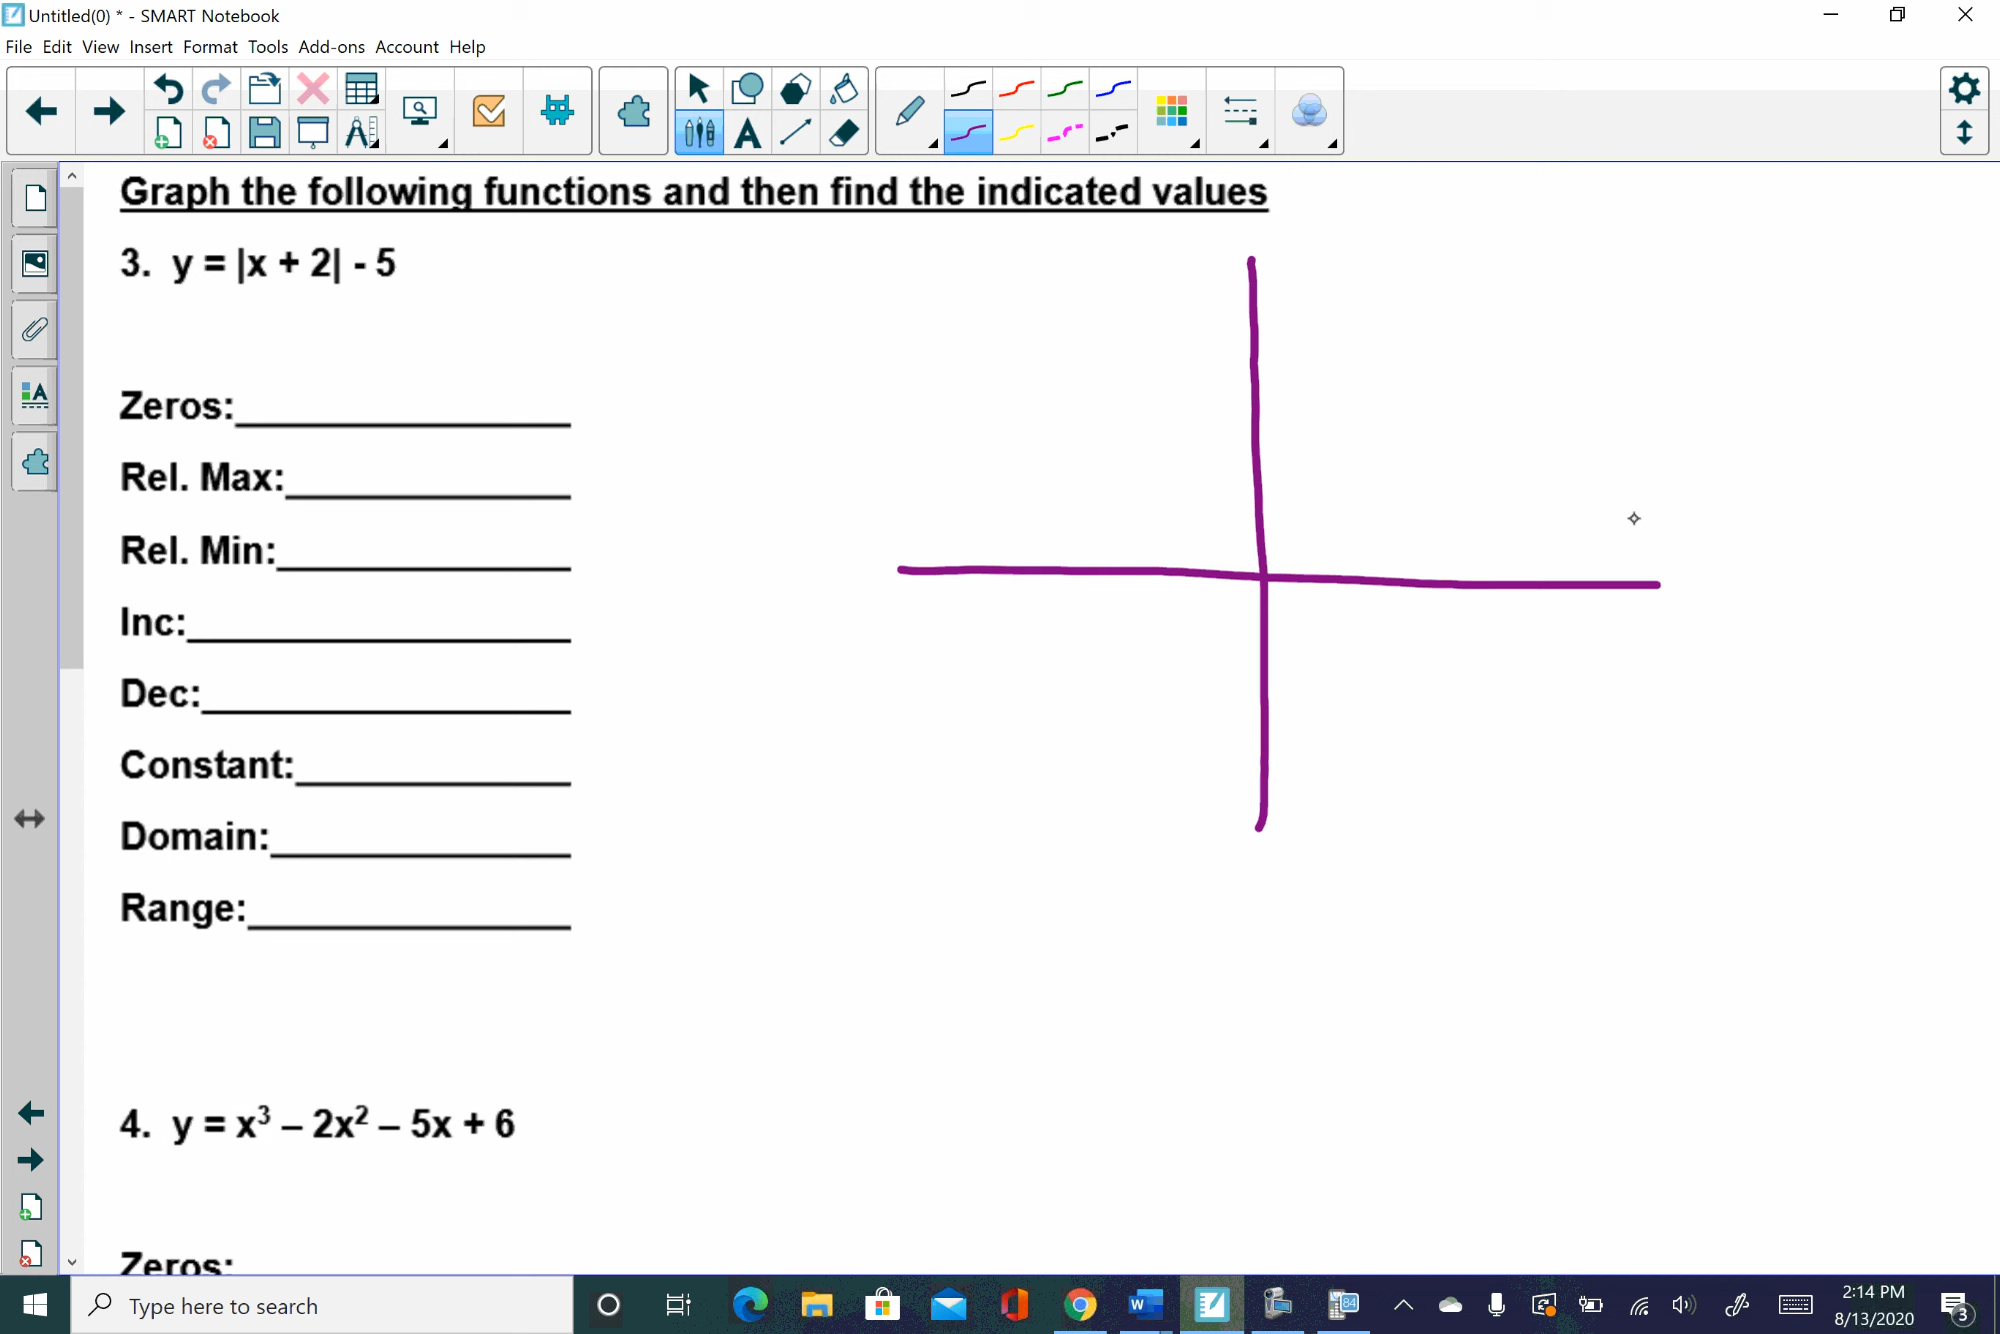 Untitled(0) * - SMART Notebook
File Edit View Insert Format Tools Add-ons Account Help
Graph the following functions and then find the indicated values
3. y = |x + 2| - 5
Zeros:
Rel. Max:
Rel. Min:
Inc:
Dec:
Constant:
Domain:
Range:
4. y = x³ – 2x² – 5x + 6
Zeros:
Type here to search
84
2:14 PM
8/13/2020
3